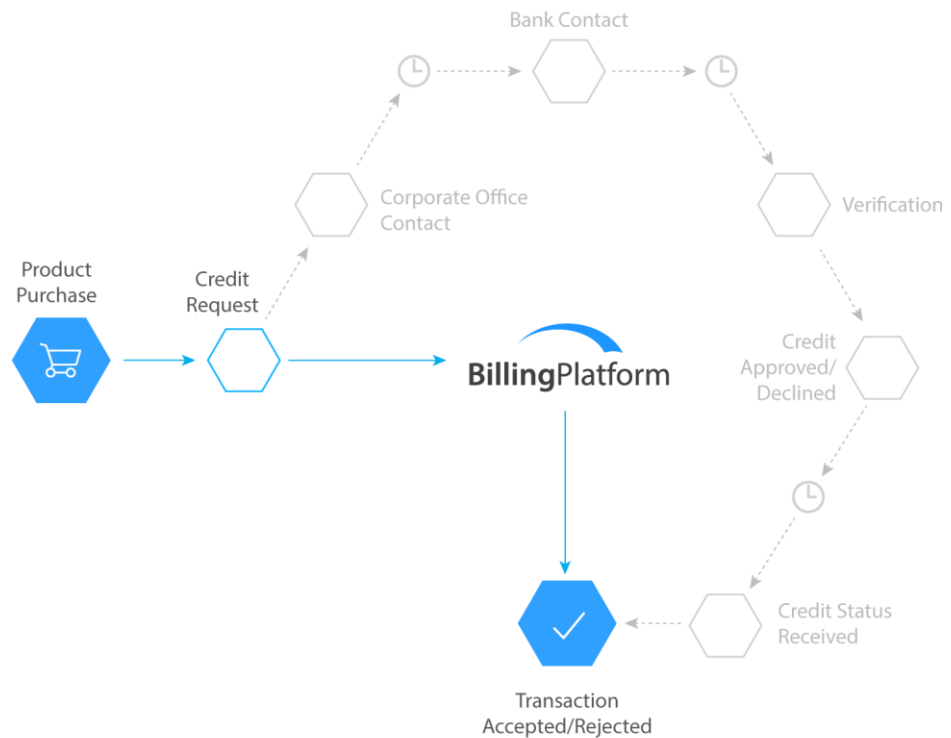 Bank Contact
Corporate Office
Contact
Verification
Product
Purchase
Credit
Request
BillingPlatform
Credit
Approved/
Declined
Credit Status
Received
Transaction
Accepted/Rejected